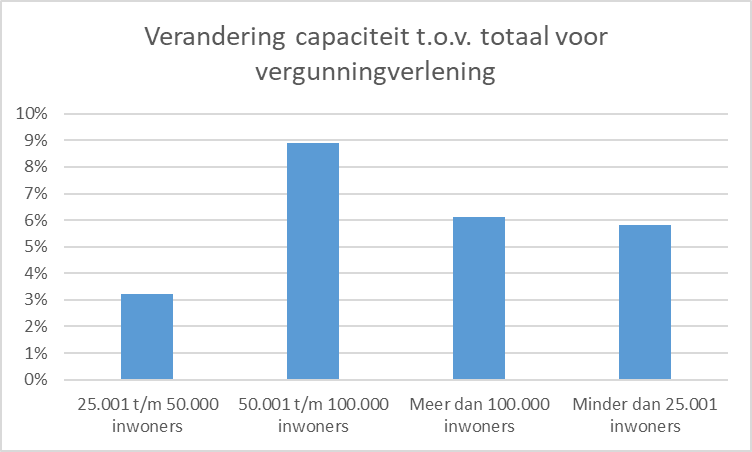 Verandering capaciteit t.o.v. totaal voor
vergunningverlening
10%
9%
8%
7%
6%
5%
4%
3%
2%
1%
0%
25.001 t/m 50.000
inwoners
50.001 t/m 100.000
inwoners
Meer dan 100.000
inwoners
Minder dan 25.001
inwoners